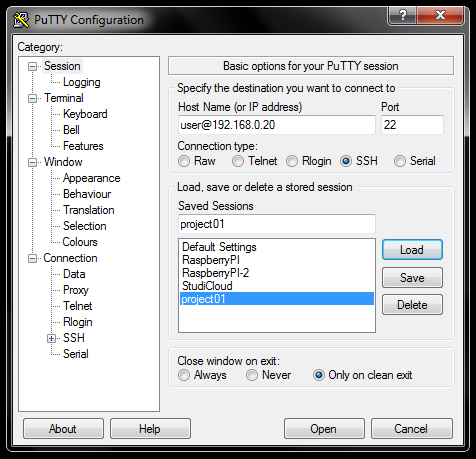 PuTTY Configuration
?
Category:
Session
Logging
Terminal
Keyboard
Bell
Features
Window
Appearance
Behaviour
Translation
Selection
Colours
Connection
Data
Proxy
Telnet
Rlogin
SSH
Serial
Basic options for your PuTTY session
Specify the destination you want to connect to
Host Name (or IP address) Port
user@192.168.0.20 22
Connection type:
Raw Telnet Rlogin SSH Serial
Load, save or delete a stored session
Saved Sessions
project01
Default Settings
RaspberryPI
RaspberryPI-2
StudiCloud
project01
Load
Save
Delete
Close window on exit:
Always Never Only on clean exit
About Help Open Cancel